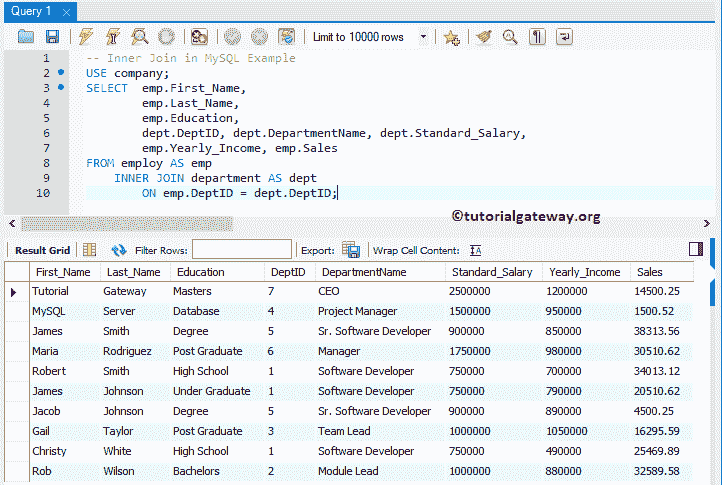 Query 1
Limit to 10000 rows
1 -- Inner Join in MySQL Example
2 USE company;
3 SELECT emp.First_Name,
4 emp.Last_Name,
5 emp.Education,
6 dept.DeptID, dept.DepartmentName, dept.Standard_Salary,
7 emp.Yearly_Income, emp.Sales
8 FROM employ AS emp
9 INNER JOIN department AS dept
10 ON emp.DeptID = dept.DeptID;
©tutorialgateway.org
Result Grid Filter Rows: Export: Wrap Cell Content: IA
First_Name Last_Name Education DeptID DepartmentName Standard_Salary Yearly_Income Sales
Tutorial Gateway Masters 7 CEO 2500000 1200000 14500.25
MySQL Server Database 4 Project Manager 1500000 950000 1500.52
James Smith Degree 5 Sr. Software Developer 900000 850000 38313.56
Maria Rodriguez Post Graduate 6 Manager 1750000 980000 30510.62
Robert Smith High School 1 Software Developer 750000 700000 34013.12
James Johnson Under Graduate 1 Software Developer 750000 790000 20510.62
Jacob Johnson Degree 5 Sr. Software Developer 900000 890000 4500.25
Gail Taylor Post Graduate 3 Team Lead 1000000 1050000 16295.59
Christy White High School 1 Software Developer 750000 490000 25469.89
Rob Wilson Bachelors 2 Module Lead 1000000 880000 32589.58